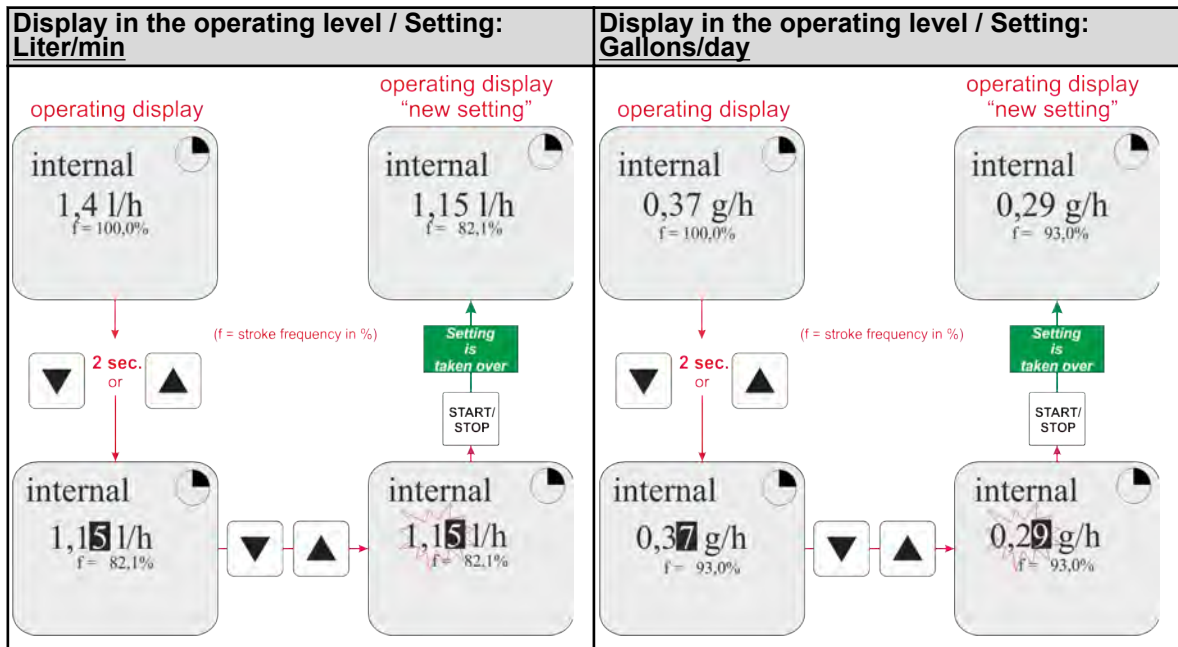 Display in the operating level / Setting:
Liter/min
operating display
operating display
"new setting"
internal
1,4 l/h
f = 100,0%
internal
1,15 l/h
f = 82,1%
(f = stroke frequency in %)
Setting
is
taken over
2 sec.
or
START/
STOP
internal
1,15 l/h
f = 82,1%
internal
1,15 l/h
f = 82,1%
Display in the operating level / Setting:
Gallons/day
operating display
operating display
“new setting”
internal
0,37 g/h
f = 100,0%
internal
0,29 g/h
f = 93,0%
(f = stroke frequency in %)
Setting
is
taken over
2 sec.
or
START/
STOP
internal
0,37 g/h
f = 93,0%
internal
0,29 g/h
f = 93,0%